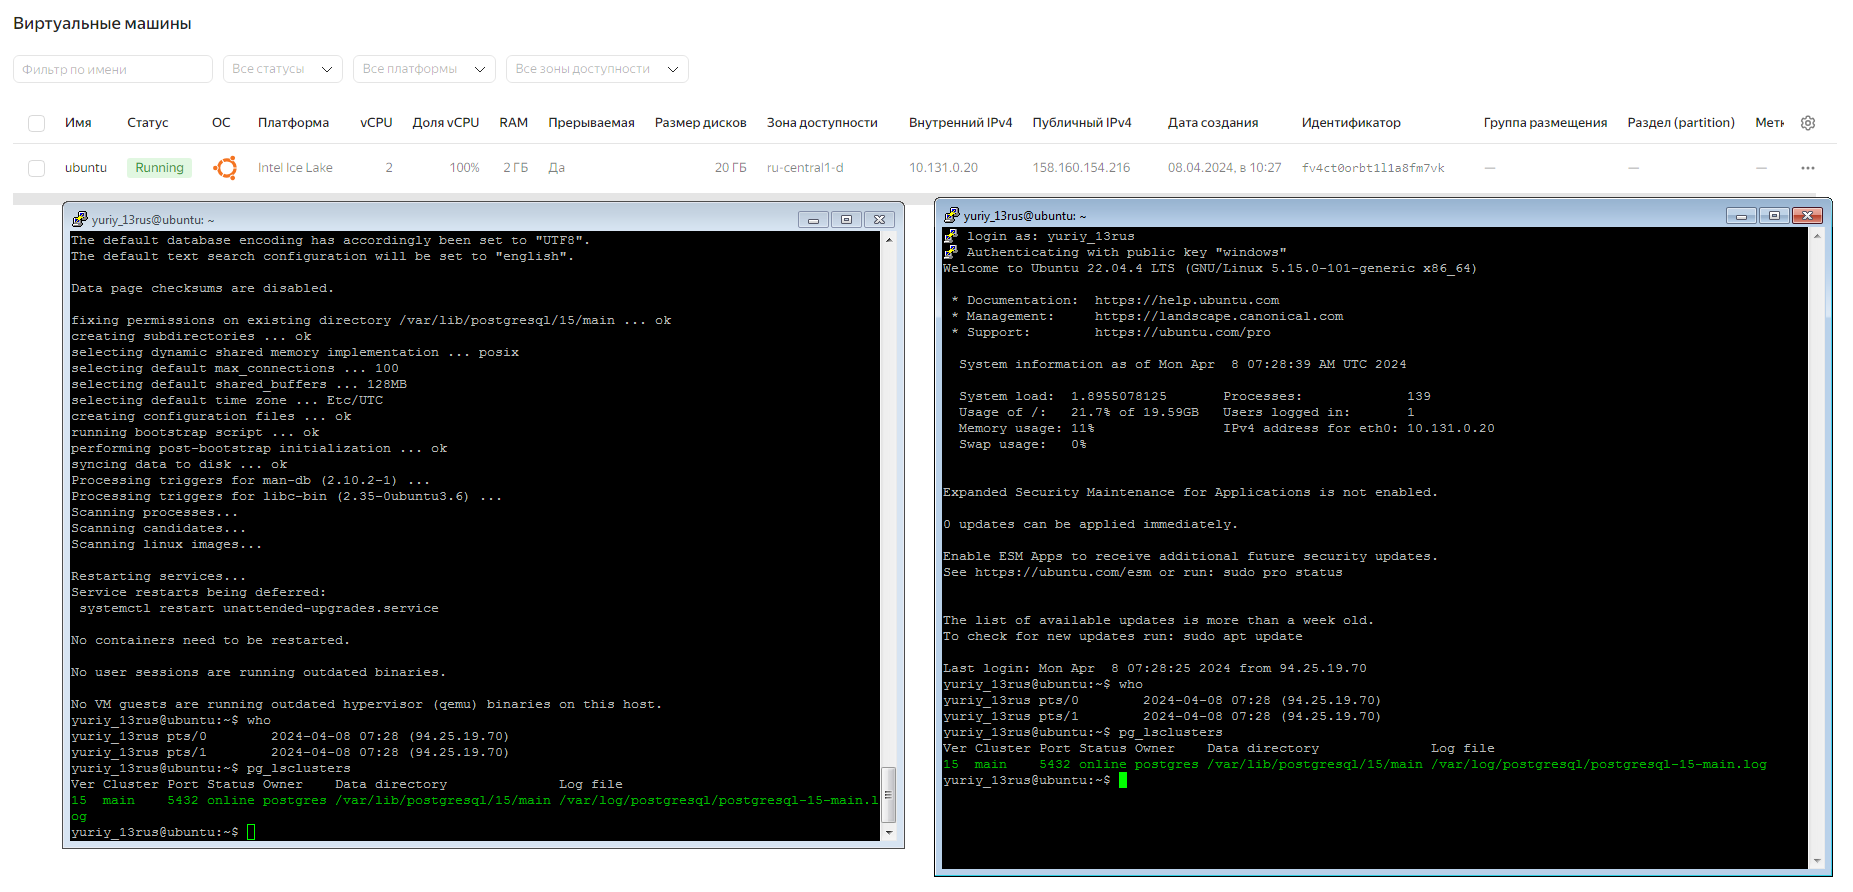 Виртуальные машины
Фильтр по имени
Все статусы
Все платформы
Все зоны доступности
Имя Статус ОС Платформа vCPU Доля vCPU RAM Прерываемая Размер дисков Зона доступности Внутренний IPv4 Публичный IPv4 Дата создания Идентификатор Группа размещения Раздел (partition) Метк
ubuntu Running Intel Ice Lake 2 100% 2 ГБ Да 20 ГБ ru-central1-d 10.131.0.20 158.160.154.216 08.04.2024, в 10:27 fv4ct0orbt1l1a8fm7vk — — —
yuriy_13rus@ubuntu: ~
The default database encoding has accordingly been set to "UTF8".
The default text search configuration will be set to "english".
Data page checksums are disabled.
fixing permissions on existing directory /var/lib/postgresql/15/main ... ok
creating subdirectories ... ok
selecting dynamic shared memory implementation ... posix
selecting default max_connections ... 100
selecting default shared_buffers ... 128MB
selecting default time zone ... Etc/UTC
creating configuration files ... ok
running bootstrap script ... ok
performing post-bootstrap initialization ... ok
syncing data to disk ... ok
Processing triggers for man-db (2.10.2-1) ...
Processing triggers for libc-bin (2.35-0ubuntu3.6) ...
Scanning processes...
Scanning candidates...
Scanning linux images...
Restarting services...
Service restarts being deferred:
systemctl restart unattended-upgrades.service
No containers need to be restarted.
No user sessions are running outdated binaries.
No VM guests are running outdated hypervisor (qemu) binaries on this host.
yuriy_13rus@ubuntu:~$ who
yuriy_13rus pts/0 2024-04-08 07:28 (94.25.19.70)
yuriy_13rus pts/1 2024-04-08 07:28 (94.25.19.70)
yuriy_13rus@ubuntu:~$ pg_lsclusters
Ver Cluster Port Status Owner Data directory Log file
15 main 5432 online postgres /var/lib/postgresql/15/main /var/log/postgresql/postgresql-15-main.l
og
yuriy_13rus@ubuntu:~$
yuriy_13rus@ubuntu: ~
login as: yuriy_13rus
Authenticating with public key "windows"
Welcome to Ubuntu 22.04.4 LTS (GNU/Linux 5.15.0-101-generic x86_64)
* Documentation: https://help.ubuntu.com
* Management: https://landscape.canonical.com
* Support: https://ubuntu.com/pro
System information as of Mon Apr 8 07:28:39 AM UTC 2024
System load: 1.8955078125 Processes: 139
Usage of /: 21.7% of 19.59GB Users logged in: 1
Memory usage: 11% IPv4 address for eth0: 10.131.0.20
Swap usage: 0%
Expanded Security Maintenance for Applications is not enabled.
0 updates can be applied immediately.
Enable ESM Apps to receive additional future security updates.
See https://ubuntu.com/esm or run: sudo pro status
The list of available updates is more than a week old.
To check for new updates run: sudo apt update
Last login: Mon Apr 8 07:28:25 2024 from 94.25.19.70
yuriy_13rus@ubuntu:~$ who
yuriy_13rus pts/0 2024-04-08 07:28 (94.25.19.70)
yuriy_13rus pts/1 2024-04-08 07:28 (94.25.19.70)
yuriy_13rus@ubuntu:~$ pg_lsclusters
Ver Cluster Port Status Owner Data directory Log file
15 main 5432 online postgres /var/lib/postgresql/15/main /var/log/postgresql/postgresql-15-main.log
yuriy_13rus@ubuntu:~$